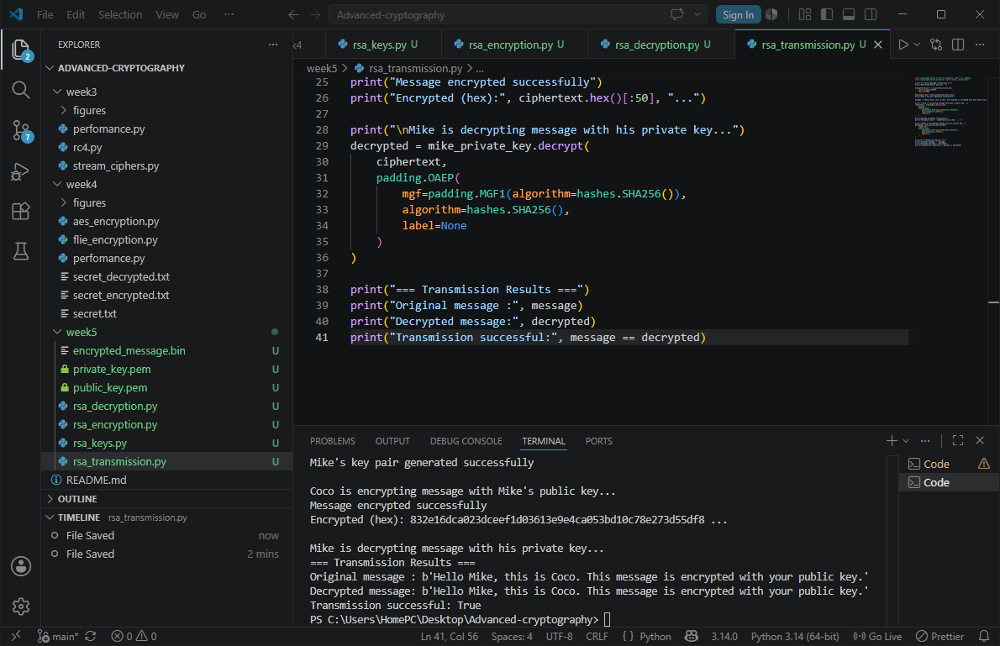 File Edit Selection View Go ··· Advanced-cryptography Sign In
EXPLORER ···
ADVANCED-CRYPTOGRAPHY
week3
figures
perfomance.py
rc4.py
stream_ciphers.py
week4
figures
aes_encryption.py
flie_encryption.py
perfomance.py
secret_decrypted.txt
secret_encrypted.txt
secret.txt
week5
encrypted_message.bin U
private_key.pem U
public_key.pem U
rsa_decryption.py U
rsa_encryption.py U
rsa_keys.py U
rsa_transmission.py U
README.md
OUTLINE
TIMELINE rsa_transmission.py
File Saved now
File Saved 2 mins
2
7
c4 rsa_keys.py U rsa_encryption.py U rsa_decryption.py U rsa_transmission.py U
week5 > rsa_transmission.py > ...
25 print("Message encrypted successfully")
26 print("Encrypted (hex):", ciphertext.hex()[:50], "...")
27
28 print("\nMike is decrypting message with his private key...")
29 decrypted = mike_private_key.decrypt(
30 ciphertext,
31 padding.OAEP(
32 mgf=padding.MGF1(algorithm=hashes.SHA256()),
33 algorithm=hashes.SHA256(),
34 label=None
35 )
36 )
37
38 print("=== Transmission Results ===")
39 print("Original message :", message)
40 print("Decrypted message:", decrypted)
41 print("Transmission successful:", message == decrypted)
PROBLEMS OUTPUT DEBUG CONSOLE TERMINAL PORTS
Mike's key pair generated successfully
Coco is encrypting message with Mike's public key...
Message encrypted successfully
Encrypted (hex): 832e16dca023dceef1d03613e9e4ca053bd10c78e273d55df8 ...
Mike is decrypting message with his private key...
=== Transmission Results ===
Original message : b'Hello Mike, this is Coco. This message is encrypted with your public key.'
Decrypted message: b'Hello Mike, this is Coco. This message is encrypted with your public key.'
Transmission successful: True
PS C:\Users\HomePC\Desktop\Advanced-cryptography>
Code
Code
main* 0 0 Ln 41, Col 56 Spaces: 4 UTF-8 CRLF {} Python 3.14.0 Python 3.14 (64-bit) Go Live Prettier